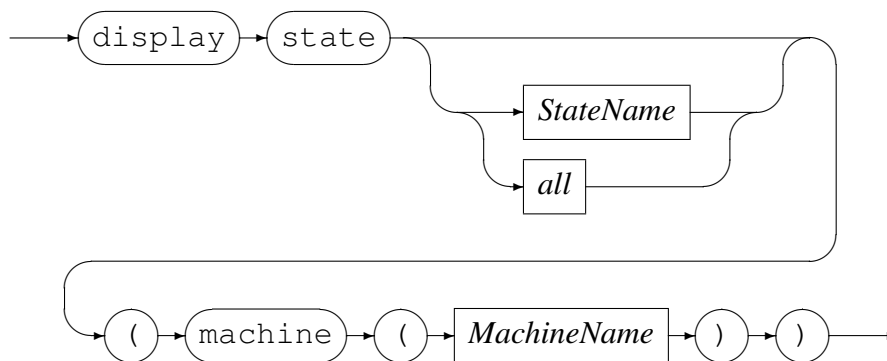 display state
StateName
all
( machine ( MachineName ) )